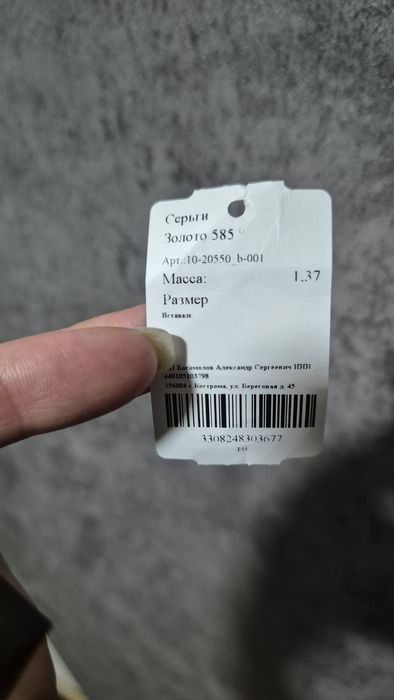 Серьги
Золото 585
Арт.:10-20550_b-001
Масса: 1.37
Размер
Вставки:
Богомолов Александр Сергеевич ИНН
156004 г.Кострома, ул. Береговая д. 45
3308248303677